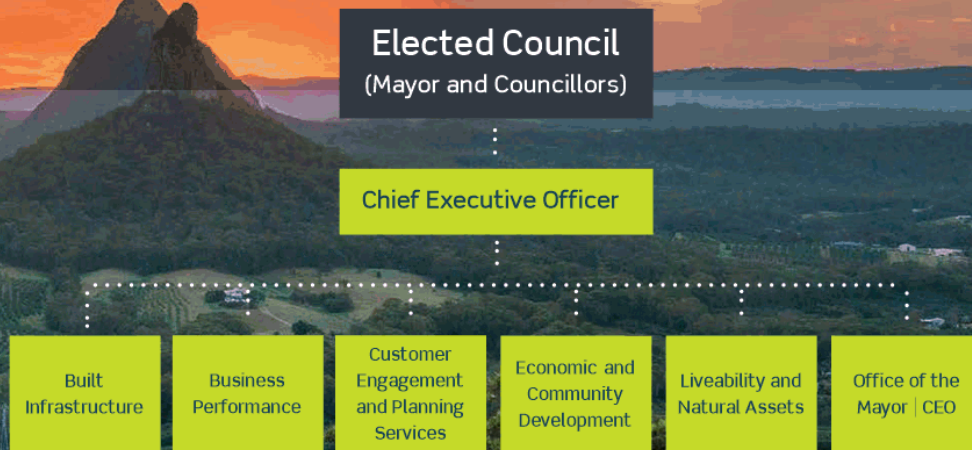 Elected Council
(Mayor and Councillors)
Chief Executive Officer
Built
Infrastructure
Business
Performance
Customer
Engagement
and Planning
Services
Economic and
Community
Development
Liveability and
Natural Assets
Office of the
Mayor | CEO